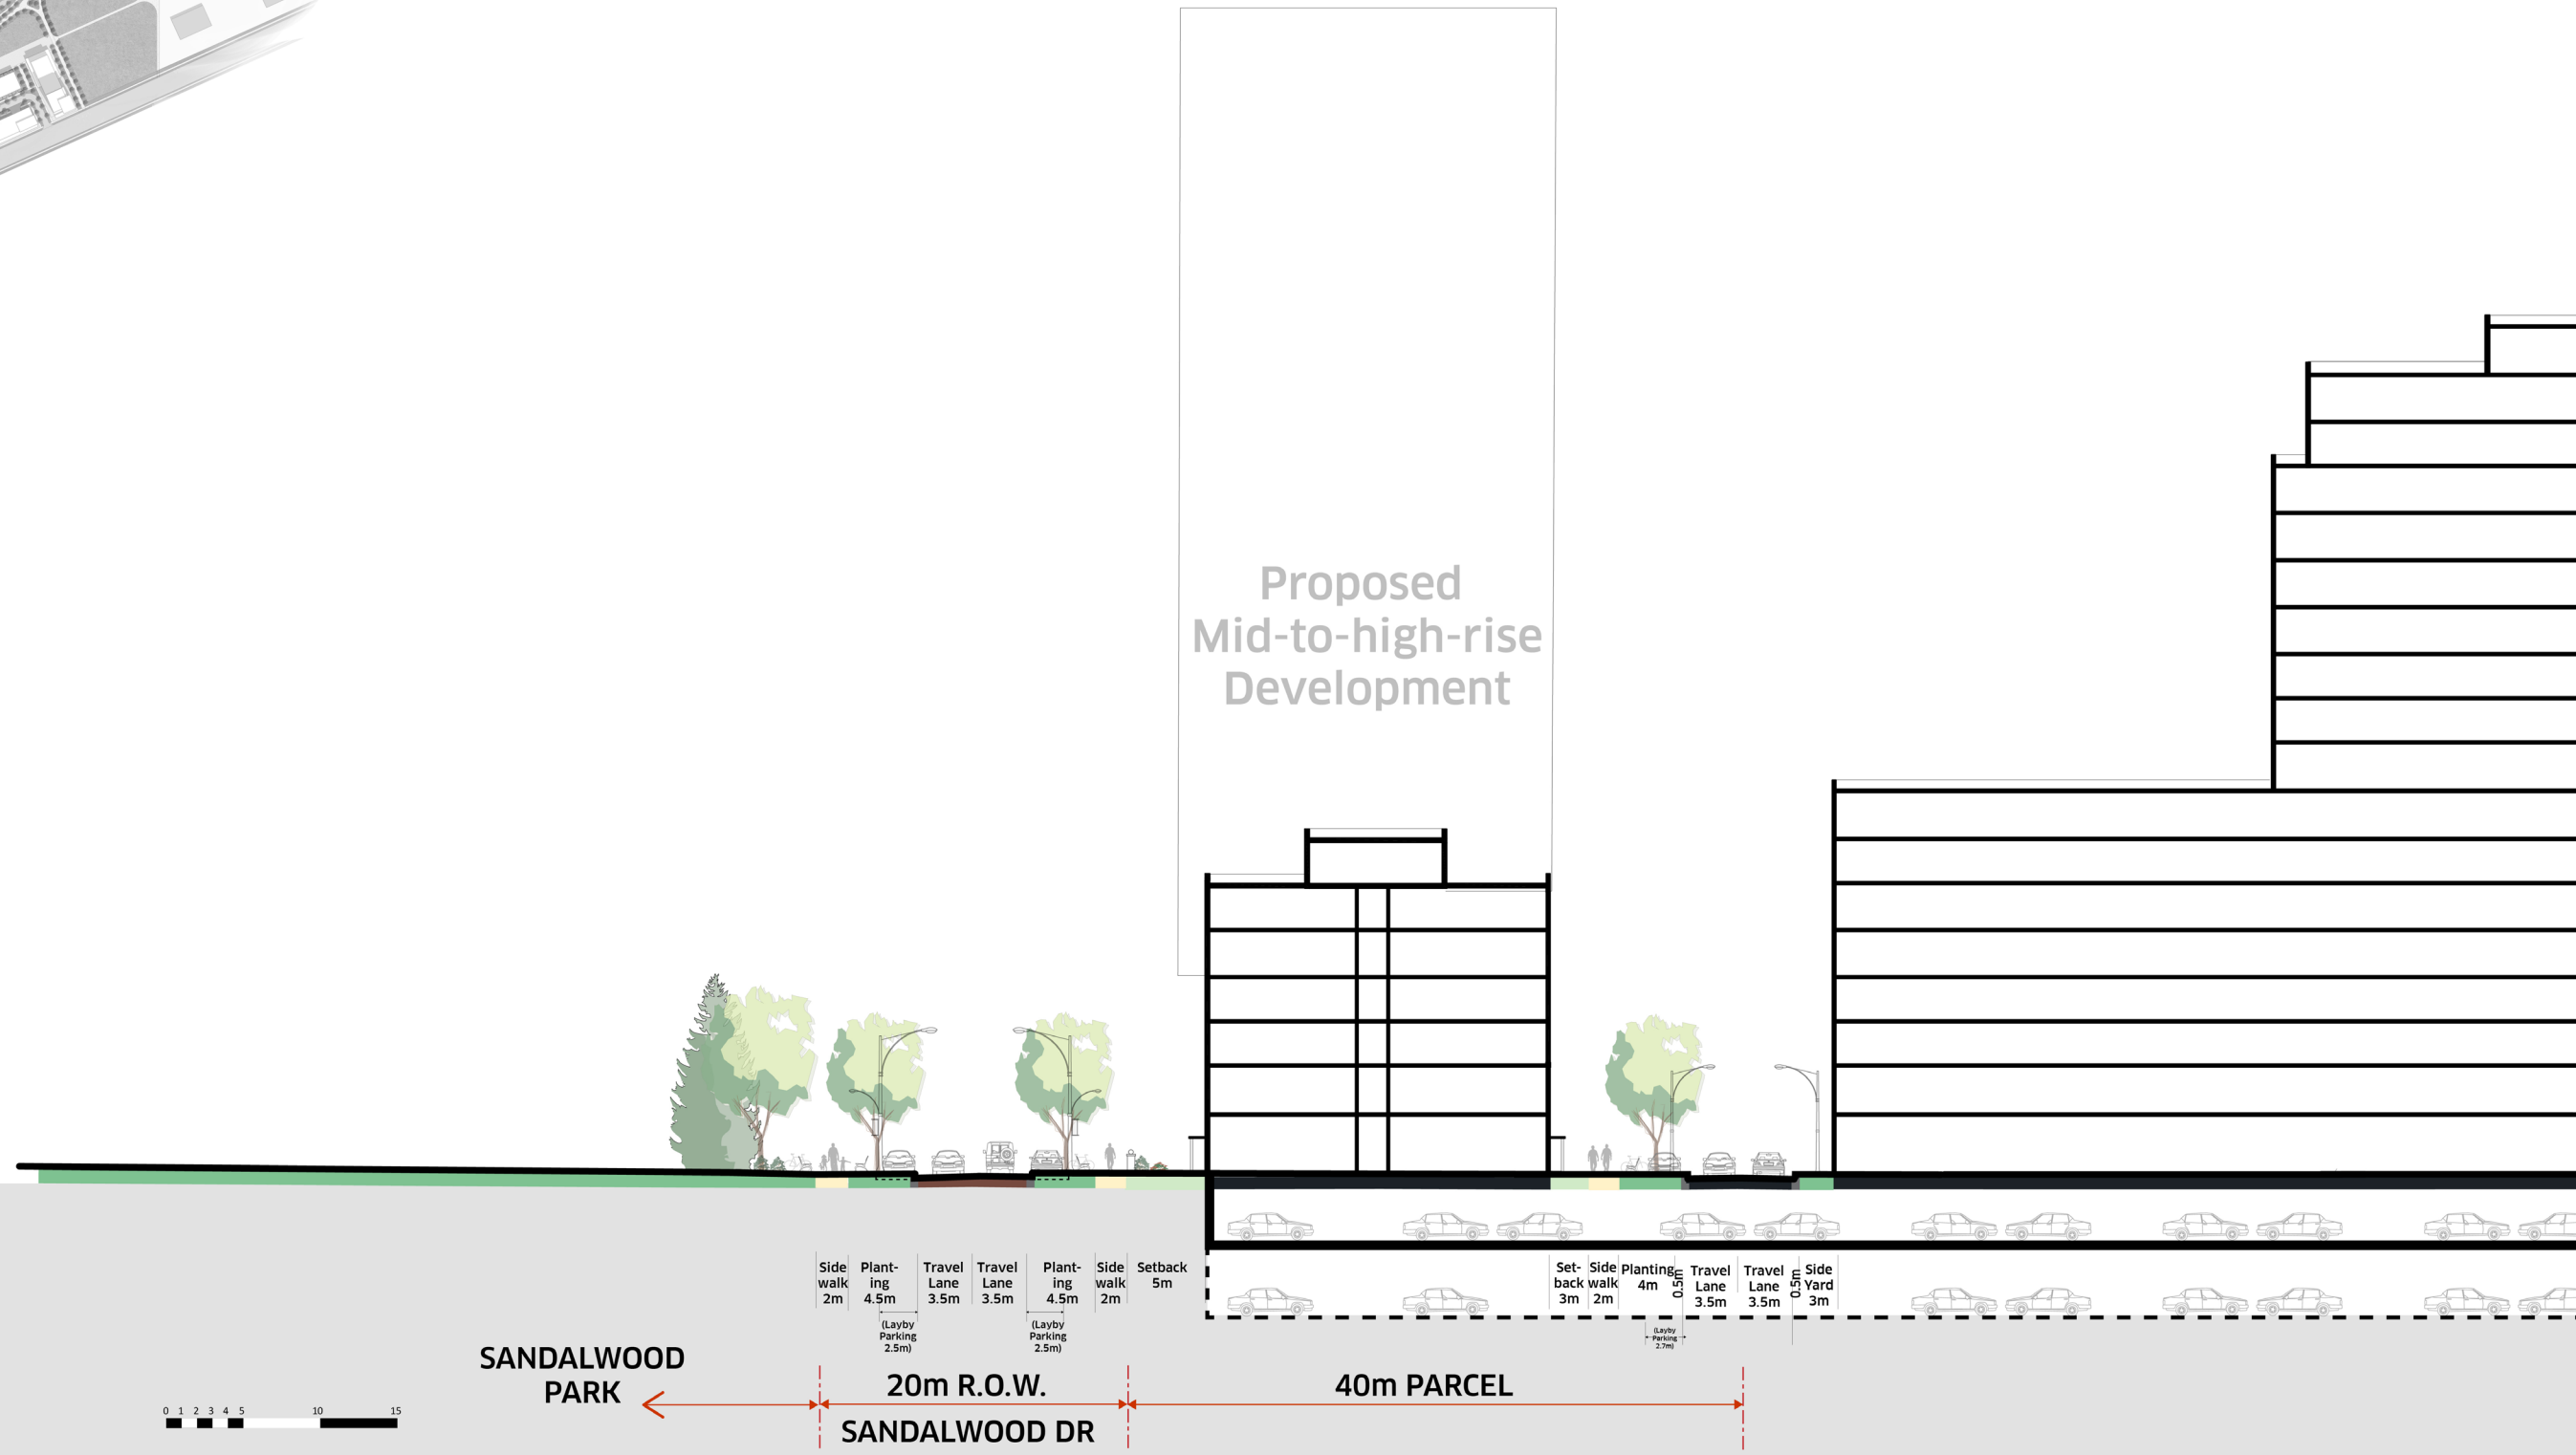 Proposed
Mid-to-high-rise
Development
Side
walk
2m
Plant-
ing
4.5m
Travel
Lane
3.5m
Travel
Lane
3.5m
Plant-
ing
4.5m
Side
walk
2m
Setback
5m
Set-
back
3m
Side
walk
2m
Planting
4m
0.5m
Travel
Lane
3.5m
Travel
Lane
3.5m
0.5m
Side
Yard
3m
(Layby
Parking
2.5m)
(Layby
Parking
2.5m)
(Layby
Parking
2.7m)
SANDALWOOD
PARK
20m R.O.W.
SANDALWOOD DR
40m PARCEL
0 1 2 3 4 5 10 15